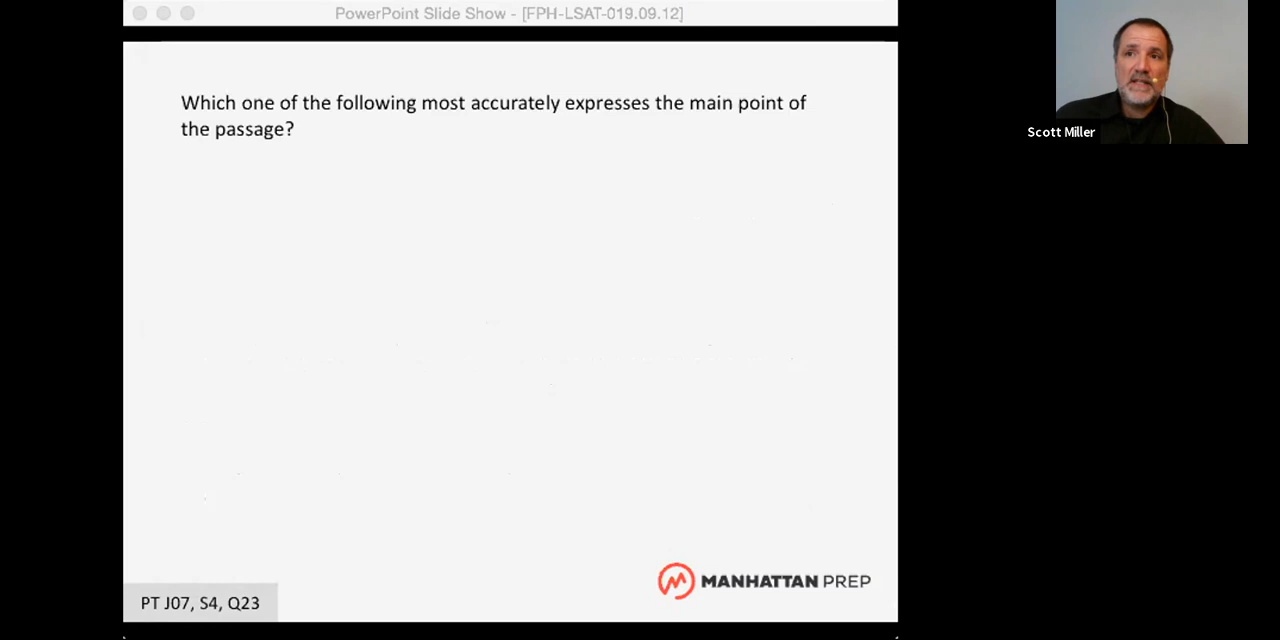 PowerPoint Slide Show - [FPH-LSAT-019.09.12]
Which one of the following most accurately expresses the main point of
the passage?
Scott Miller
MANHATTAN PREP
PT J07, S4, Q23